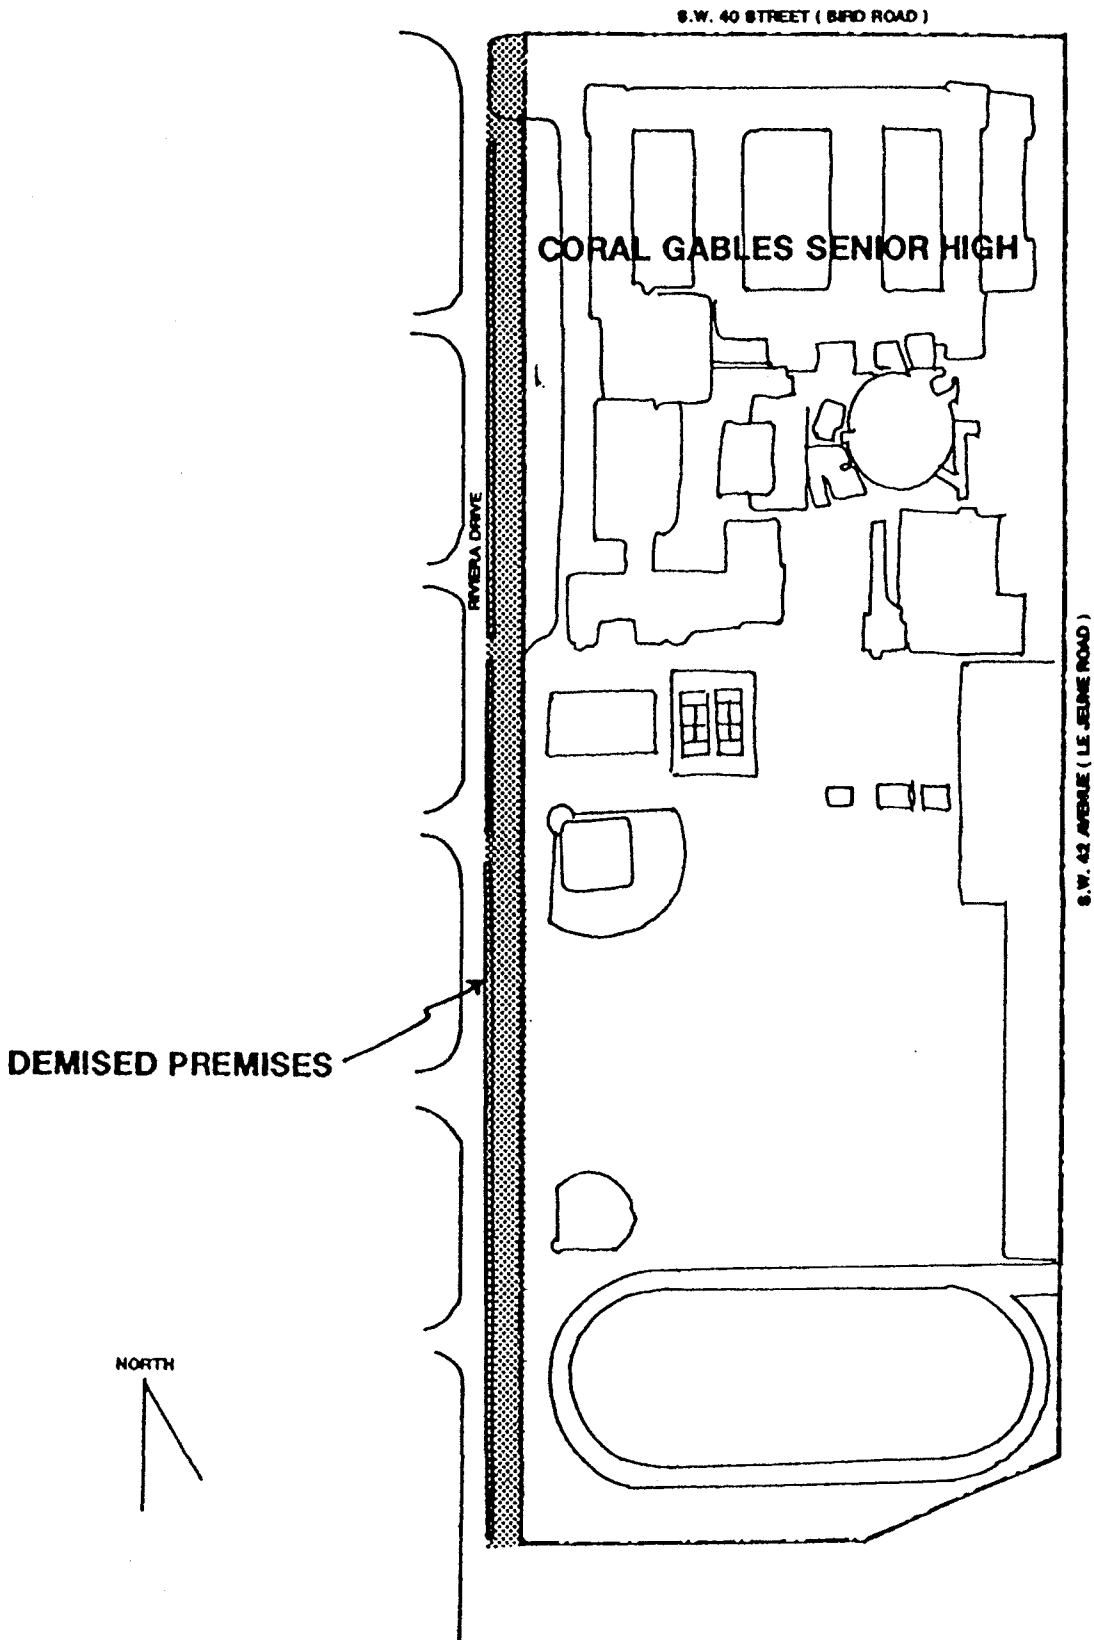 S.W. 40 STREET ( BIRD ROAD )
CORAL GABLES SENIOR HIGH
RIVIERA DRIVE
S.W. 42 AVENUE ( LE JEUNE ROAD )
DEMISED PREMISES
NORTH